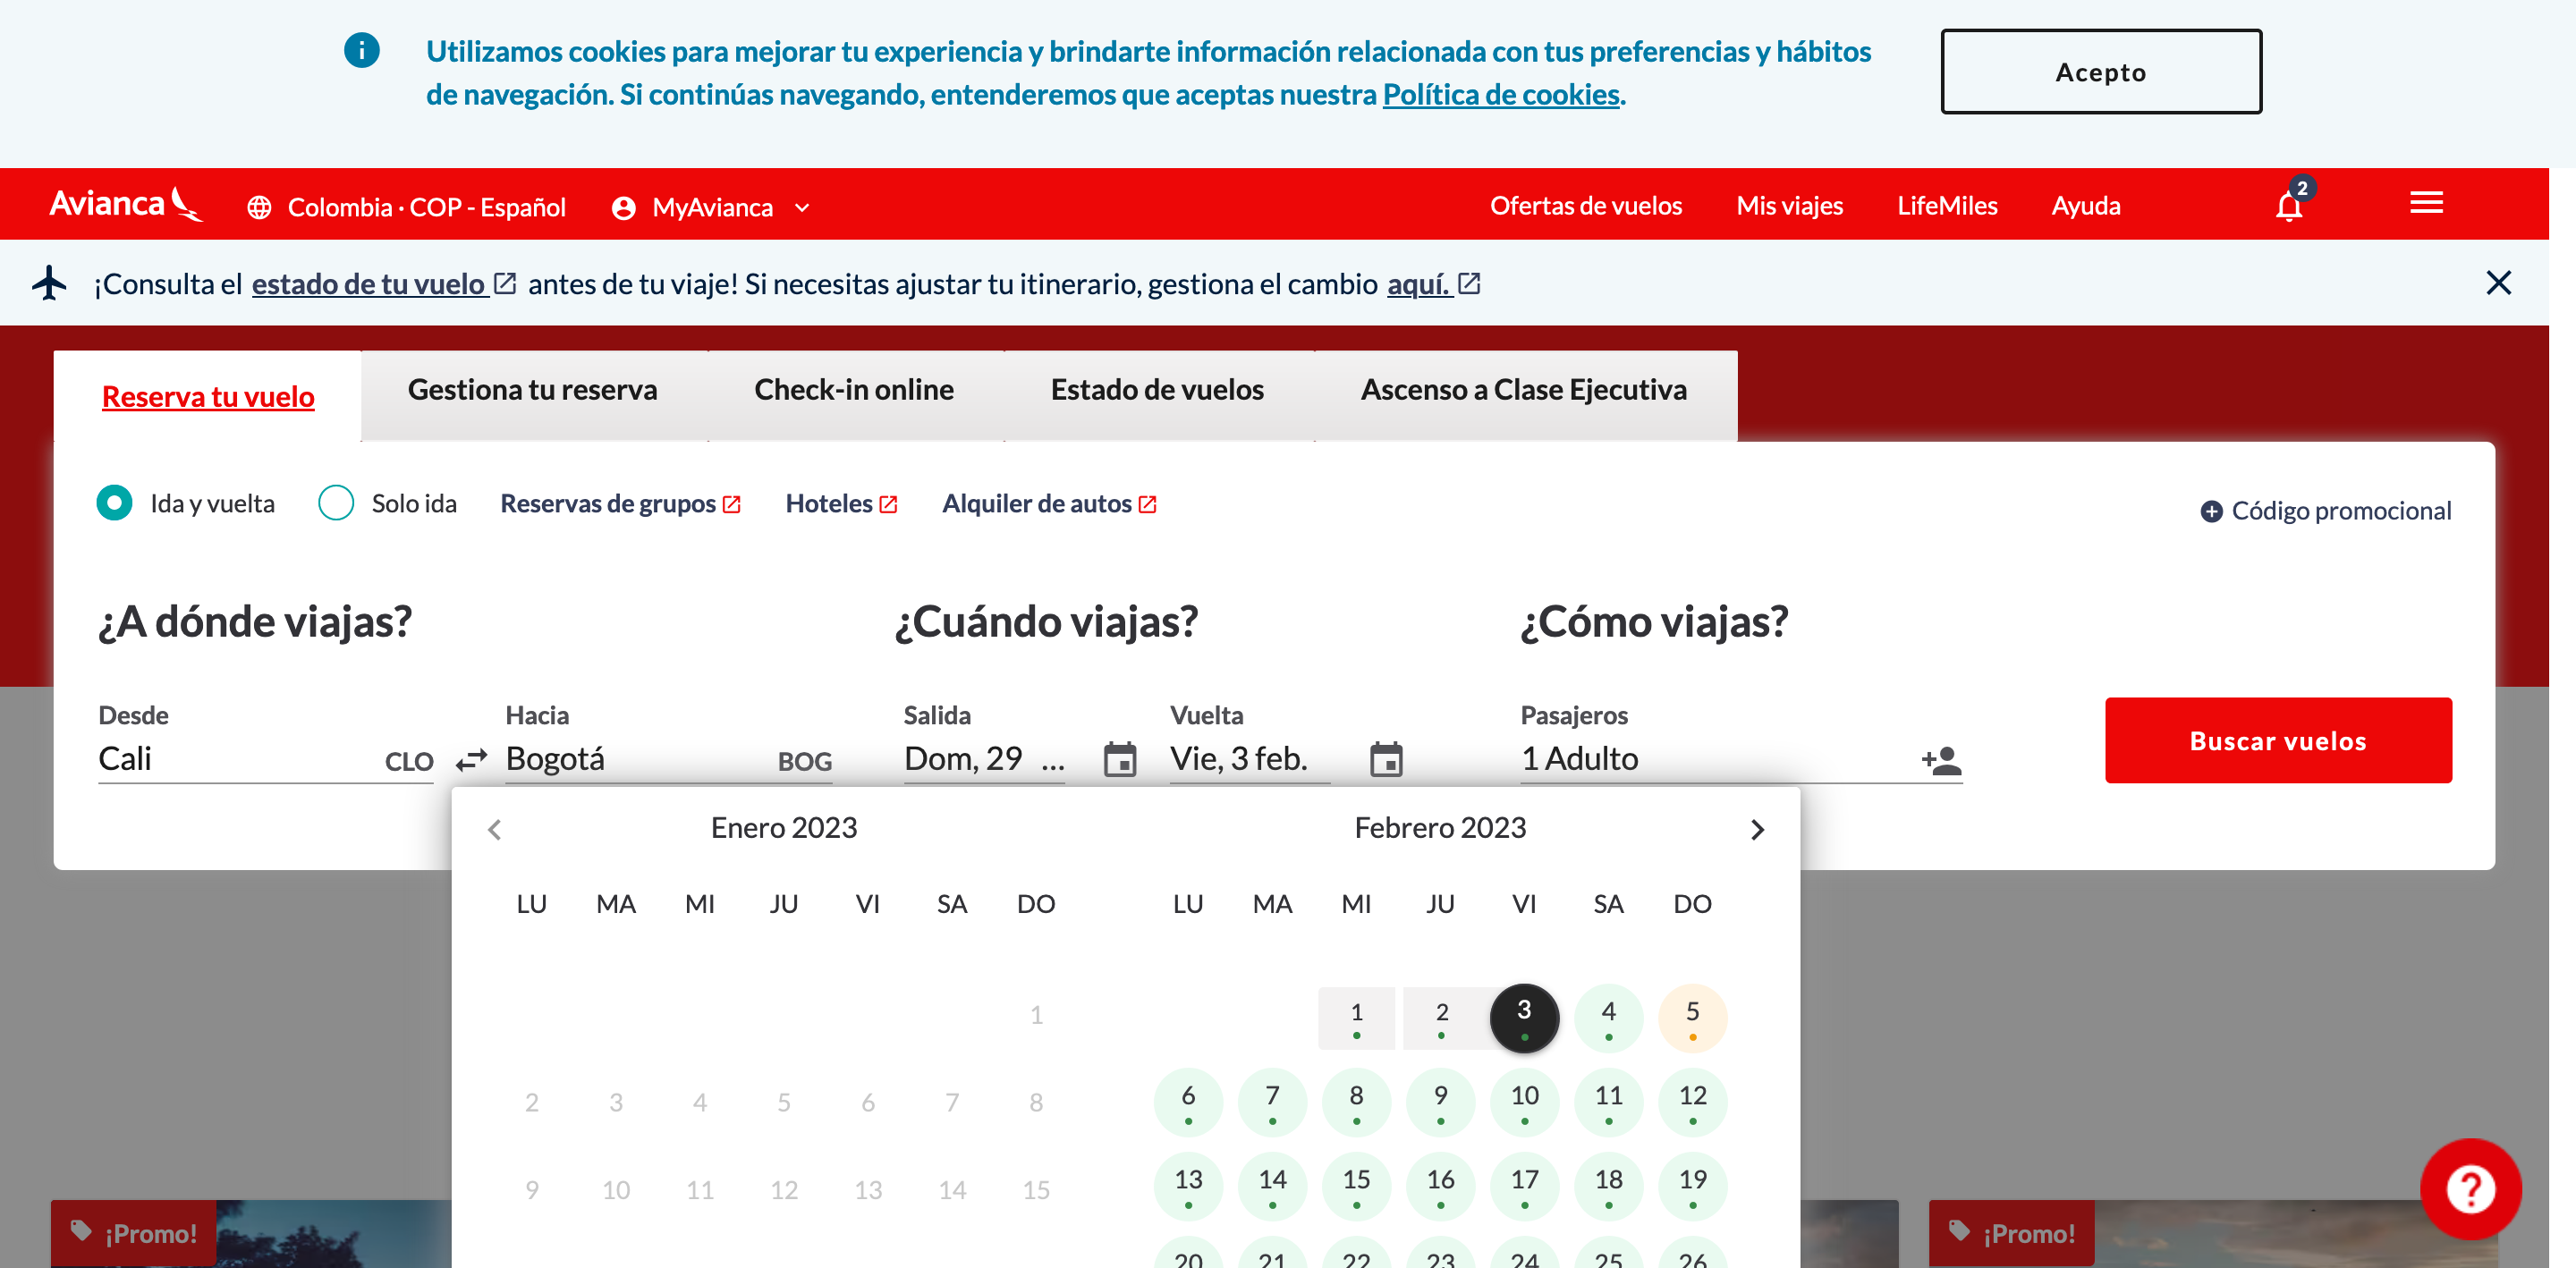 Utilizamos cookies para mejorar tu experiencia y brindarte información relacionada con tus preferencias y hábitos
de navegación. Si continúas navegando, entenderemos que aceptas nuestra Política de cookies.
Acepto
Avianca
Colombia · COP - Español
MyAvianca
Ofertas de vuelos
Mis viajes
LifeMiles
Ayuda
2
¡Consulta el estado de tu vuelo antes de tu viaje! Si necesitas ajustar tu itinerario, gestiona el cambio aquí.
Reserva tu vuelo
Gestiona tu reserva
Check-in online
Estado de vuelos
Ascenso a Clase Ejecutiva
Ida y vuelta
Solo ida
Reservas de grupos
Hoteles
Alquiler de autos
Código promocional
¿A dónde viajas?
¿Cuándo viajas?
¿Cómo viajas?
Desde
Cali CLO
Hacia
Bogotá BOG
Salida
Dom, 29 ...
Vuelta
Vie, 3 feb.
Pasajeros
1 Adulto
Buscar vuelos
Enero 2023
LU MA MI JU VI SA DO
1
2 3 4 5 6 7 8
9 10 11 12 13 14 15
Febrero 2023
LU MA MI JU VI SA DO
1 2 3 4 5
6 7 8 9 10 11 12
13 14 15 16 17 18 19
20 21 22 23 24 25 26
¡Promo!
¡Promo!
?